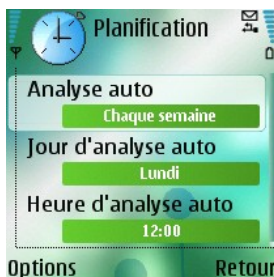 Planification
Analyse auto
Chaque semaine
Jour d'analyse auto
Lundi
Heure d'analyse auto
12:00
Options Retour